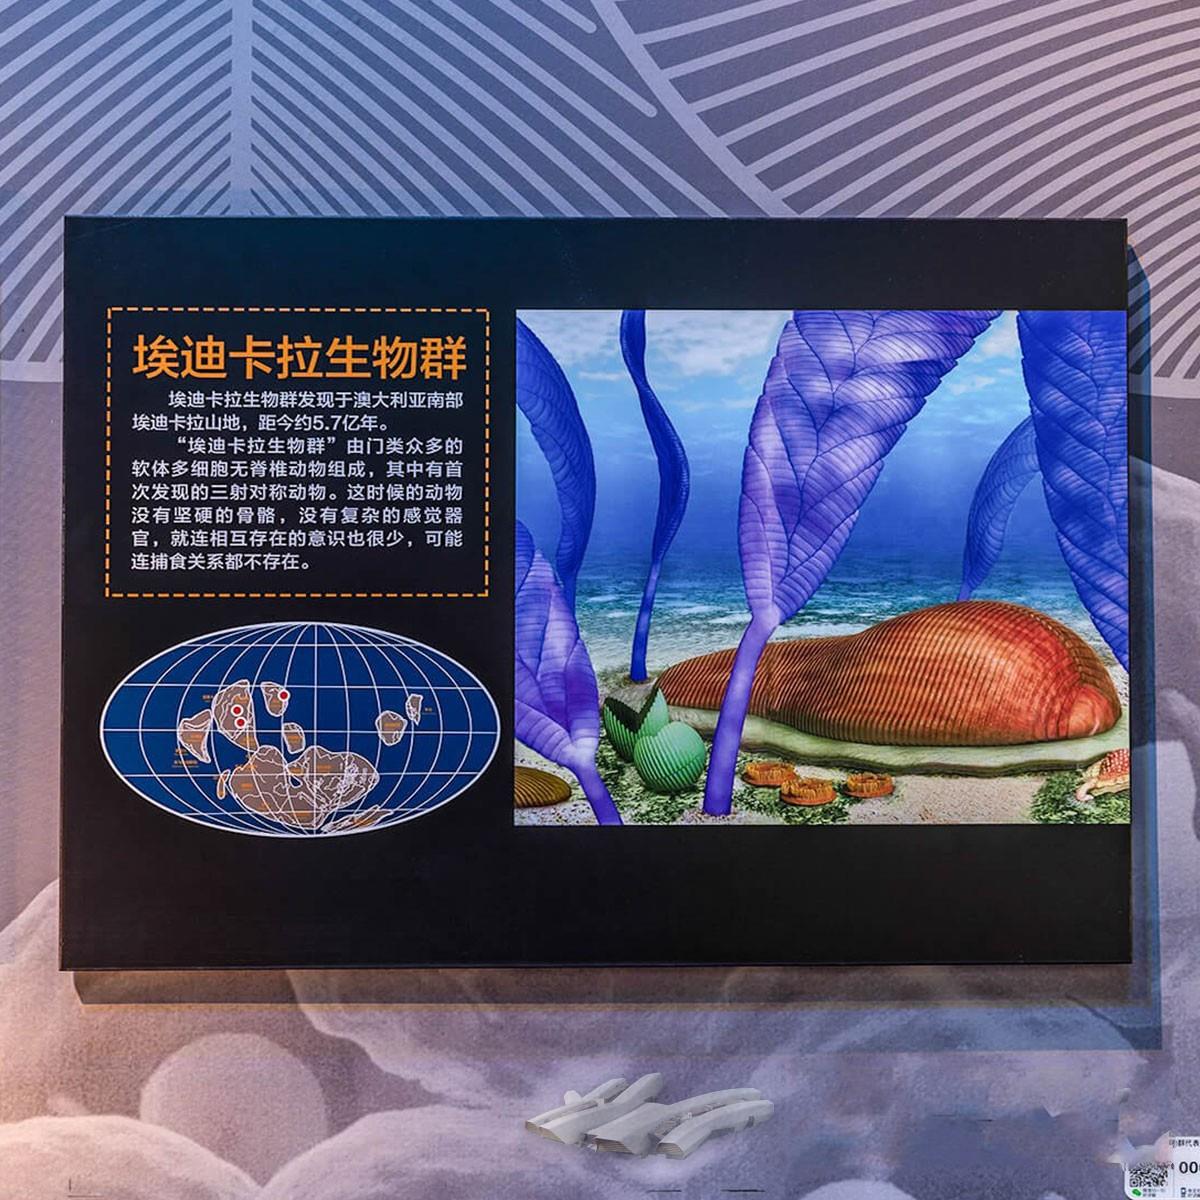 埃迪卡拉生物群
埃迪卡拉生物群发现于澳大利亚南部
埃迪卡拉山地，距今约5.7亿年。
“埃迪卡拉生物群”由门类众多的
软体多细胞无脊椎动物组成，其中有首
次发现的三射对称动物。这时候的动物
没有坚硬的骨骼，没有复杂的感觉器
官，就连相互存在的意识也很少，可能
连捕食关系都不存在。
群代表
00